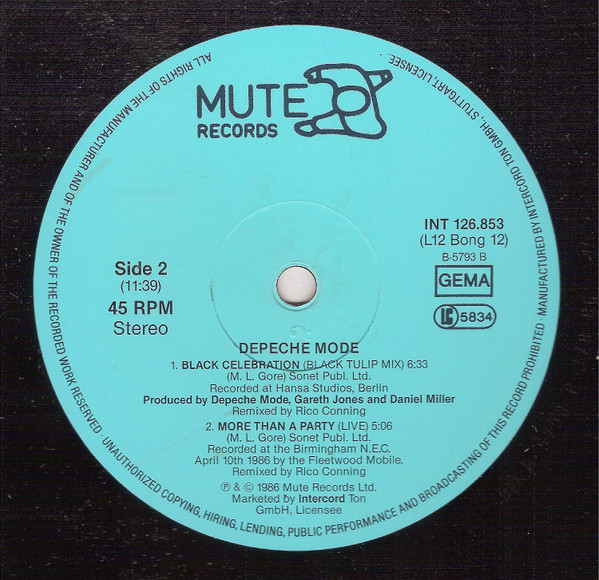 MUTE
RECORDS
INT 126.853
(L12 Bong 12)
B-5793 B
GEMA
LC 5834
Side 2
(11:39)
45 RPM
Stereo
DEPECHE MODE
1. BLACK CELEBRATION (BLACK TULIP MIX) 6:33
(M. L. Gore) Sonet Publ. Ltd.
Recorded at Hansa Studios, Berlin
Produced by Depeche Mode, Gareth Jones and Daniel Miller
Remixed by Rico Conning
2. MORE THAN A PARTY (LIVE) 5:06
(M. L. Gore) Sonet Publ. Ltd.
Recorded at the Birmingham N.E.C.
April 10th 1986 by the Fleetwood Mobile.
Remixed by Rico Conning
℗ & © 1986 Mute Records Ltd.
Marketed by Intercord Ton
GmbH, Licensee
ALL RIGHTS OF THE MANUFACTURER AND OF THE OWNER OF THE RECORDED WORK RESERVED · UNAUTHORIZED COPYING, HIRING, LENDING, PUBLIC PERFORMANCE AND BROADCASTING OF THIS RECORD PROHIBITED · MANUFACTURED BY INTERCORD TON GMBH., STUTTGART, LICENSEE.